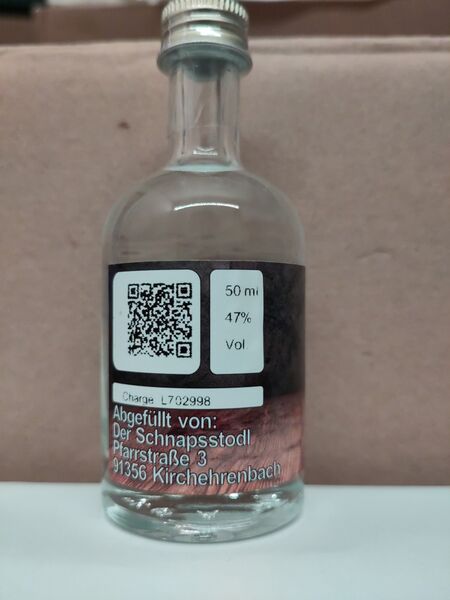 50 ml
47%
Vol.
Charge L702998
Abgefüllt von:
Der Schnapsstodl
Pfarrstraße 3
91356 Kirchehrenbach